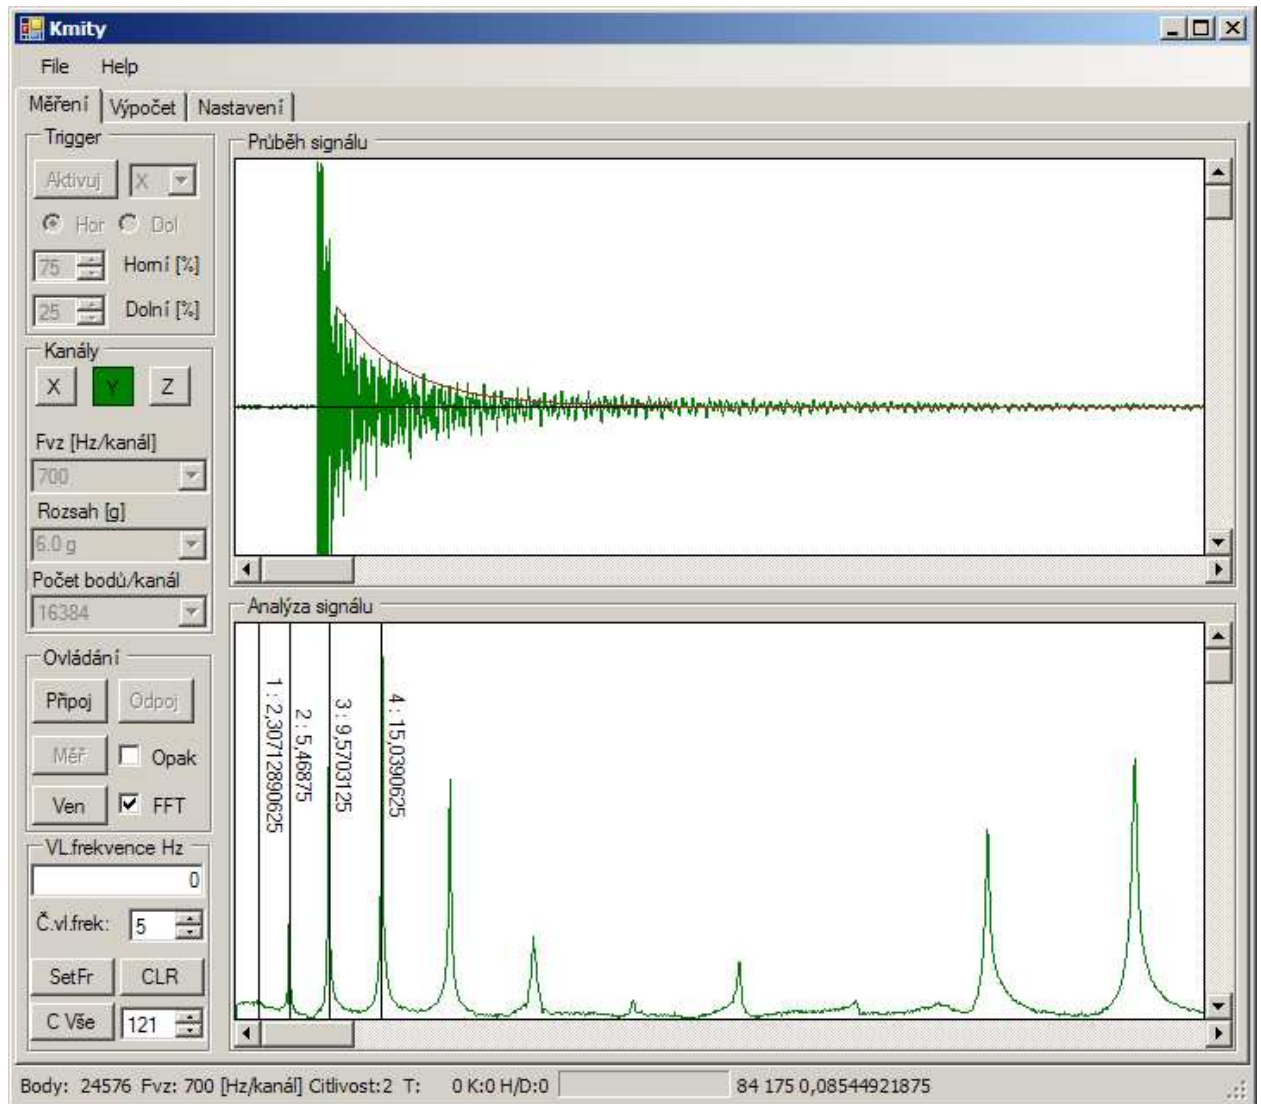 Kmity
File Help
Měření Výpočet Nastavení
Trigger
Aktivuj X
Hor Dol
75 Horní [%]
25 Dolní [%]
Kanály
X Y Z
Fvz [Hz/kanál]
700
Rozsah [g]
6.0 g
Počet bodů/kanál
16384
Ovládání
Připoj Odpoj
Měř Opak
Ven FFT
VL.frekvence Hz
0
Č.vl.frek: 5
SetFr CLR
C Vše 121
Průběh signálu
Analýza signálu
1 : 2,30712890625
2 : 5,46875
3 : 9,5703125
4 : 15,0390625
Body: 24576 Fvz: 700 [Hz/kanál] Citlivost:2 T: 0 K:0 H/D:0 84 175 0,08544921875